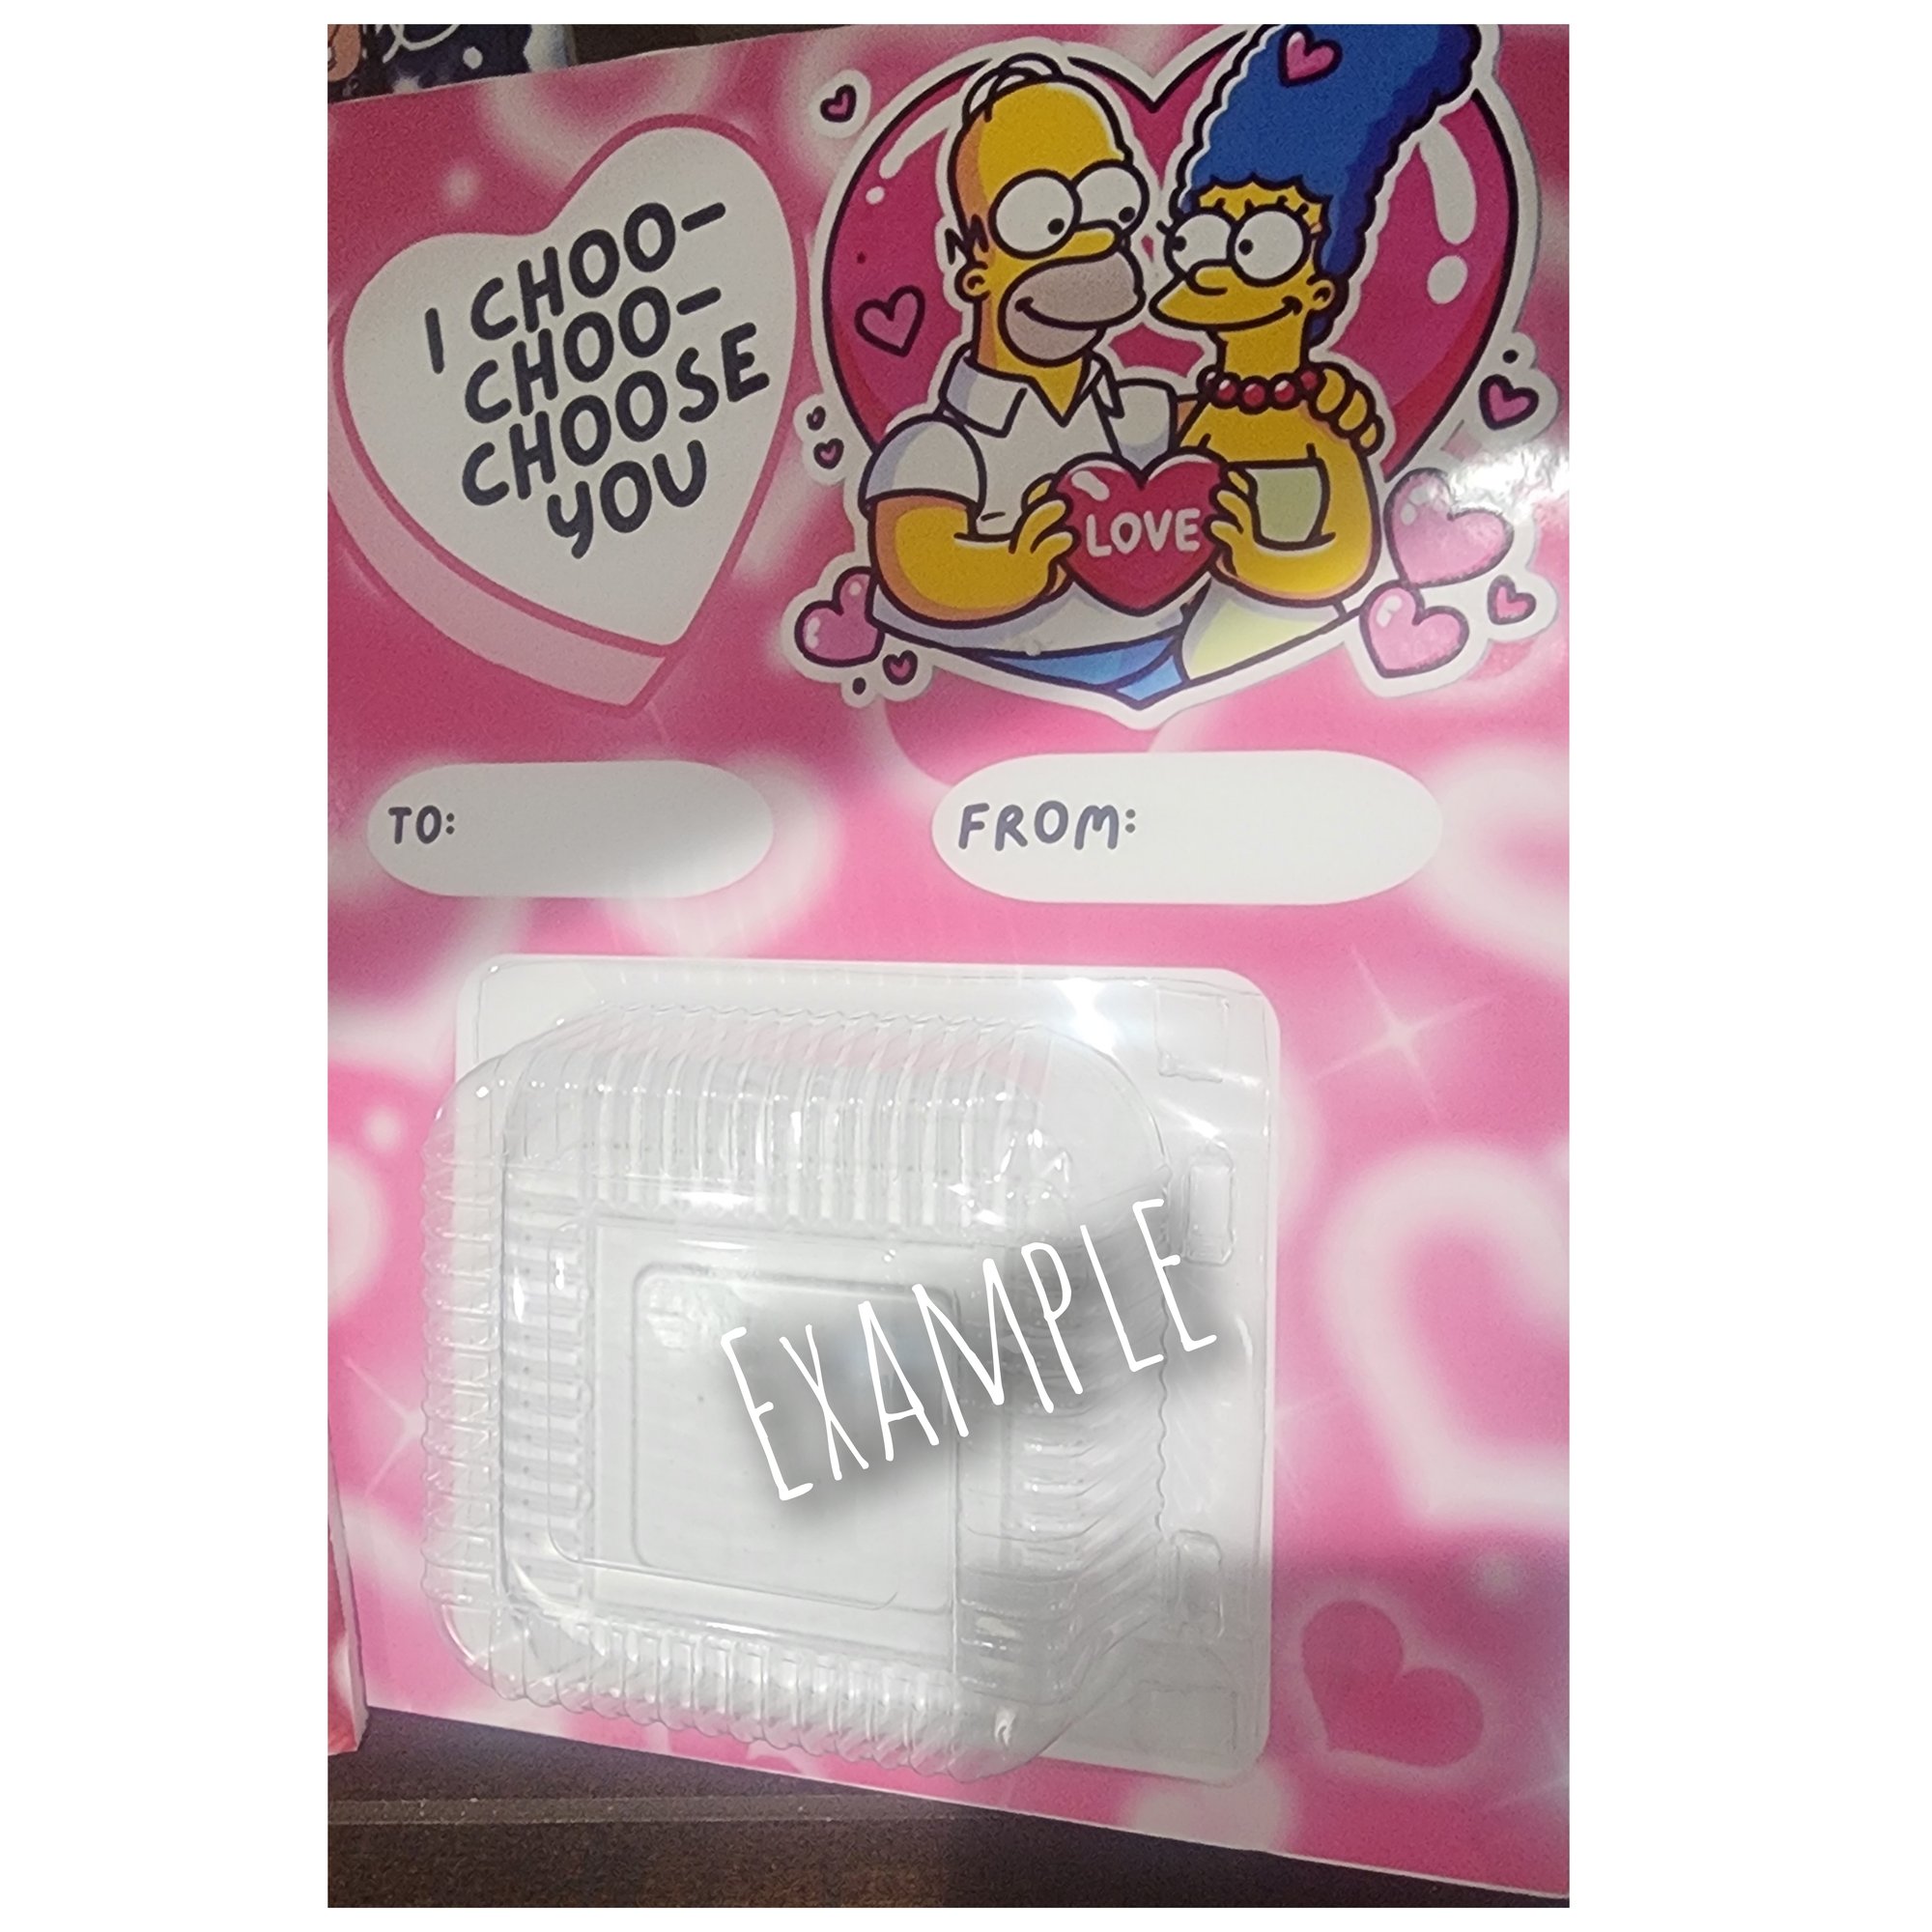 I CHOO-
CHOO-
CHOOSE
YOU
LOVE
TO:
FROM:
EXAMPLE